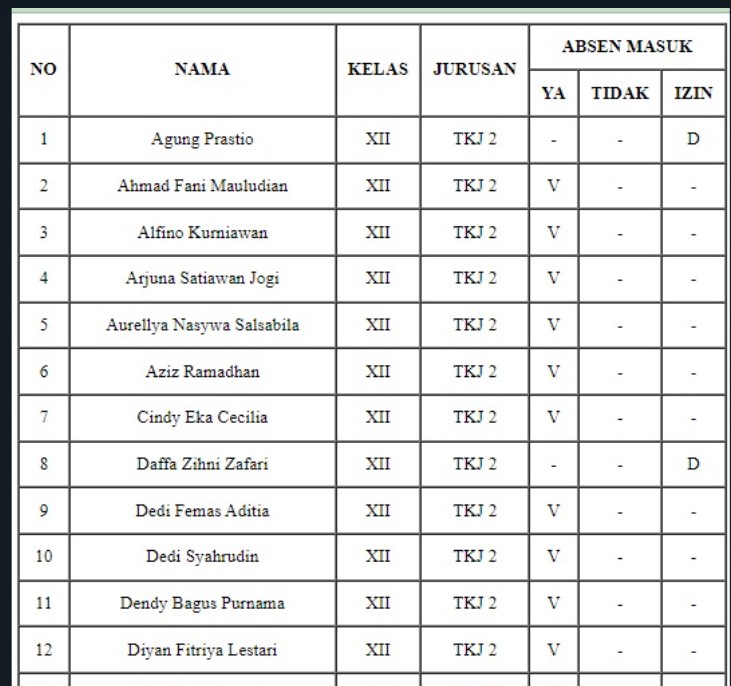 NO NAMA KELAS JURUSAN ABSEN MASUK
YA TIDAK IZIN
1 Agung Prastio XII TKJ 2 - - D
2 Ahmad Fani Mauludian XII TKJ 2 V - -
3 Alfino Kurniawan XII TKJ 2 V - -
4 Arjuna Satiawan Jogi XII TKJ 2 V - -
5 Aurellya Nasywa Salsabila XII TKJ 2 V - -
6 Aziz Ramadhan XII TKJ 2 V - -
7 Cindy Eka Cecilia XII TKJ 2 V - -
8 Daffa Zihni Zafari XII TKJ 2 - - D
9 Dedi Femas Aditia XII TKJ 2 V - -
10 Dedi Syahrudin XII TKJ 2 V - -
11 Dendy Bagus Purnama XII TKJ 2 V - -
12 Diyan Fitriya Lestari XII TKJ 2 V - -